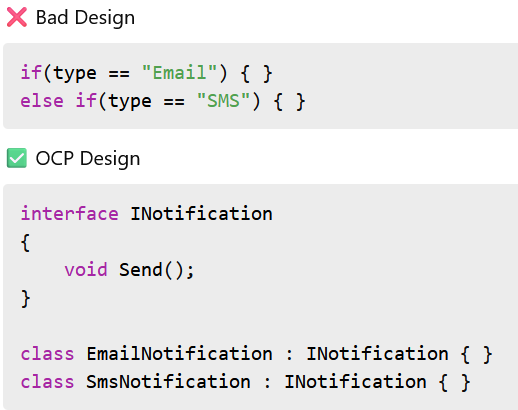 ❌ Bad Design
if(type == "Email") { }
else if(type == "SMS") { }
✅ OCP Design
interface INotification
{
    void Send();
}
class EmailNotification : INotification { }
class SmsNotification : INotification { }